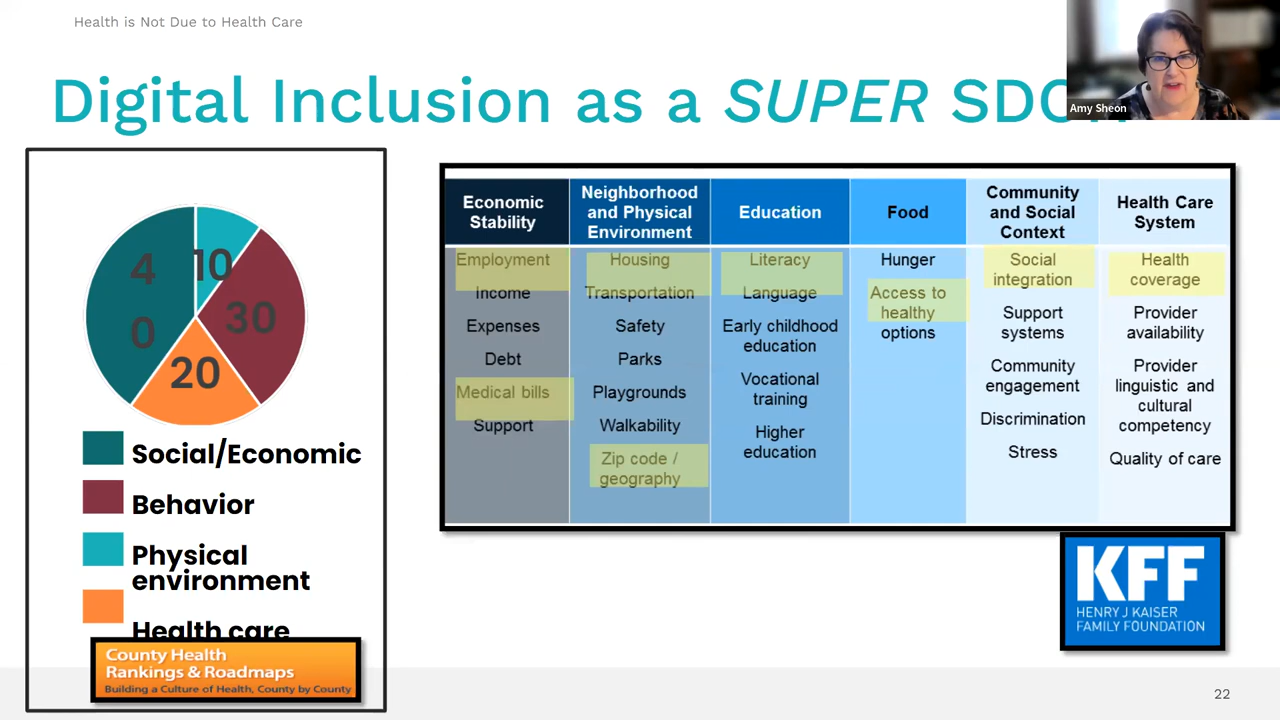 Health is Not Due to Health Care
Digital Inclusion as a SUPER
Amy Sheon
4
0
10
30
20
Social/Economic
Behavior
Physical
environment
Health care
County Health
Rankings & Roadmaps
Building a Culture of Health, County by County
Economic
Stability
Employment
Income
Expenses
Debt
Medical bills
Support
Neighborhood
and Physical
Environment
Housing
Transportation
Safety
Parks
Playgrounds
Walkability
Zip code /
geography
Education
Literacy
Language
Early childhood
education
Vocational
training
Higher
education
Food
Hunger
Access to
healthy
options
Community
and Social
Context
Social
integration
Support
systems
Community
engagement
Discrimination
Stress
Health Care
System
Health
coverage
Provider
availability
Provider
linguistic and
cultural
competency
Quality of care
KFF
HENRY J KAISER
FAMILY FOUNDATION
22